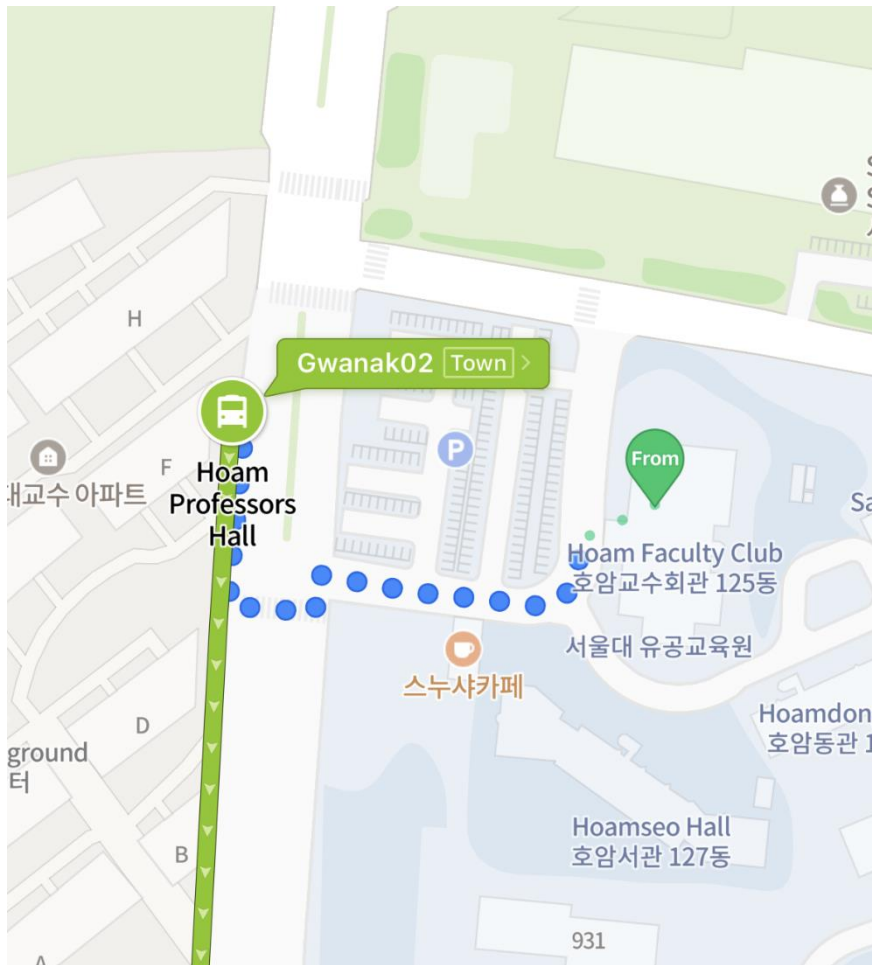 H
Gwanak02 Town >
From
P
F
Hoam
Professors
Hall
대교수 아파트
Hoam Faculty Club
호암교수회관 125동
서울대 유공교육원
스누샤카페
Hoamdon
호암동관 1
D
ground
터
Hoamseo Hall
호암서관 127동
B
931
A
S
S
Sa